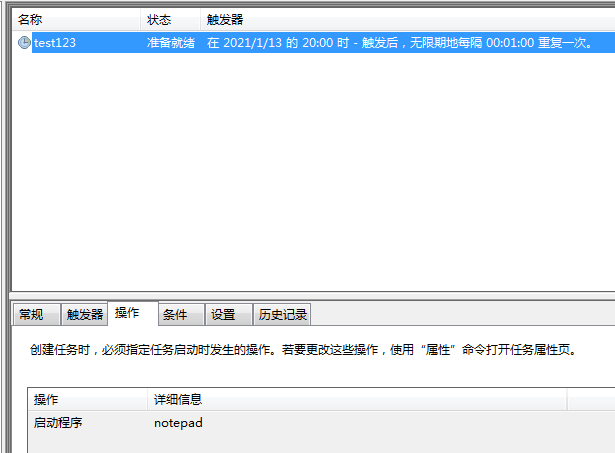 名称 状态 触发器
test123 准备就绪 在 2021/1/13 的 20:00 时 - 触发后，无限期地每隔 00:01:00 重复一次。
常规 触发器 操作 条件 设置 历史记录
创建任务时，必须指定任务启动时发生的操作。若要更改这些操作，使用“属性”命令打开任务属性页。
操作 详细信息
启动程序 notepad